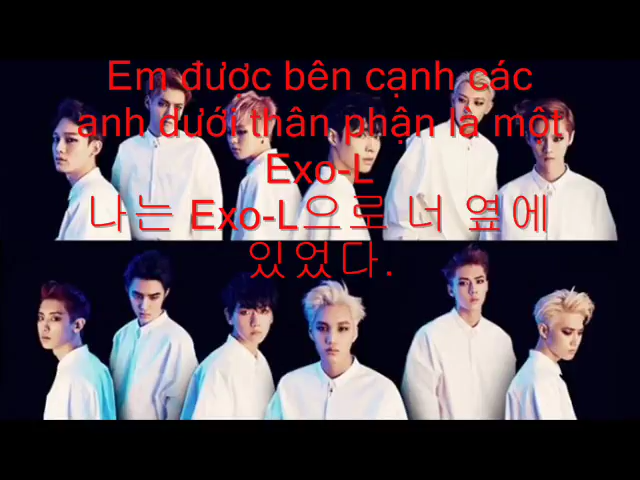 Em đươc bên cạnh các
anh dưới thân phận là một
Exo-L
나는 Exo-L으로 너 옆에
있었다.